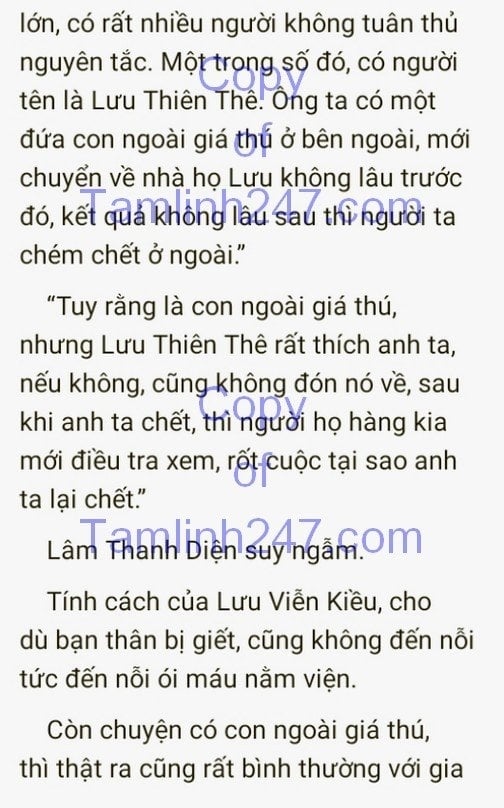 lớn, có rất nhiều người không tuân thủ
nguyên tắc. Một trong số đó, có người
tên là Lưu Thiên Thê. Ông ta có một
đứa con ngoài giá thú ở bên ngoài, mới
chuyển về nhà họ Lưu không lâu trước
đó, kết quả không lâu sau thì người ta
chém chết ở ngoài.”
“Tuy rằng là con ngoài giá thú,
nhưng Lưu Thiên Thê rất thích anh ta,
nếu không, cũng không đón nó về, sau
khi anh ta chết, thì người họ hàng kia
mới điều tra xem, rốt cuộc tại sao anh
ta lại chết.”
Lâm Thanh Diện suy ngẫm.
Tính cách của Lưu Viễn Kiều, cho
dù bạn thân bị giết, cũng không đến nỗi
tức đến nỗi ói máu nằm viện.
Còn chuyện có con ngoài giá thú,
thì thật ra cũng rất bình thường với gia
Copy
of
Tamlinh247.com
Copy
of
Tamlinh247.com